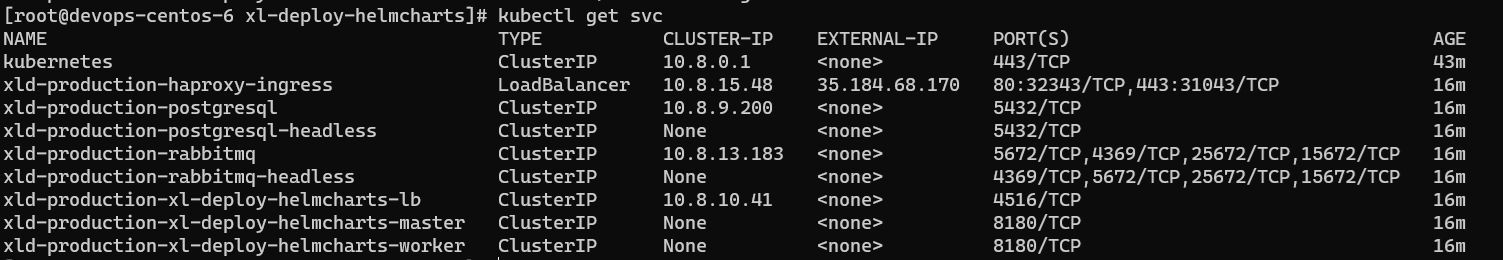 [root@devops-centos-6 xl-deploy-helmcharts]# kubectl get svc
NAME TYPE CLUSTER-IP EXTERNAL-IP PORT(S) AGE
kubernetes ClusterIP 10.8.0.1 <none> 443/TCP 43m
xld-production-haproxy-ingress LoadBalancer 10.8.15.48 35.184.68.170 80:32343/TCP,443:31043/TCP 16m
xld-production-postgresql ClusterIP 10.8.9.200 <none> 5432/TCP 16m
xld-production-postgresql-headless ClusterIP None <none> 5432/TCP 16m
xld-production-rabbitmq ClusterIP 10.8.13.183 <none> 5672/TCP,4369/TCP,25672/TCP,15672/TCP 16m
xld-production-rabbitmq-headless ClusterIP None <none> 4369/TCP,5672/TCP,25672/TCP,15672/TCP 16m
xld-production-xl-deploy-helmcharts-lb ClusterIP 10.8.10.41 <none> 4516/TCP 16m
xld-production-xl-deploy-helmcharts-master ClusterIP None <none> 8180/TCP 16m
xld-production-xl-deploy-helmcharts-worker ClusterIP None <none> 8180/TCP 16m